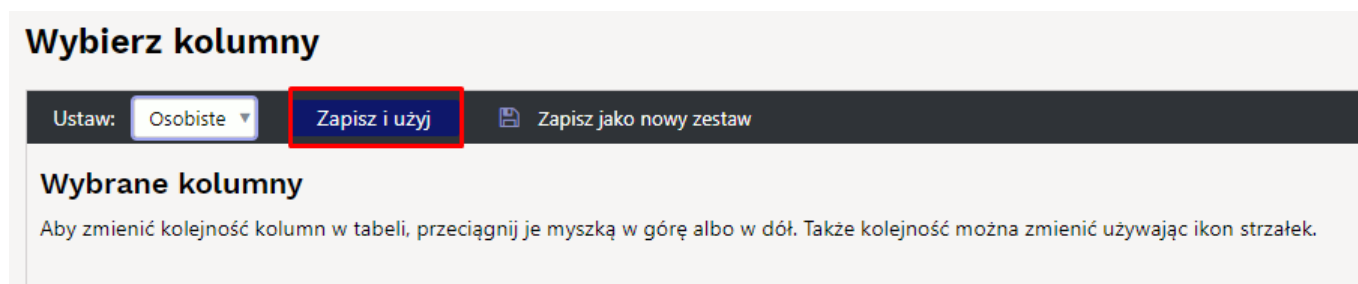 Wybierz kolumny
Ustaw: Osobiste Zapisz i użyj Zapisz jako nowy zestaw
Wybrane kolumny
Aby zmienić kolejność kolumn w tabeli, przeciągnij je myszką w górę albo w dół. Także kolejność można zmienić używając ikon strzałek.